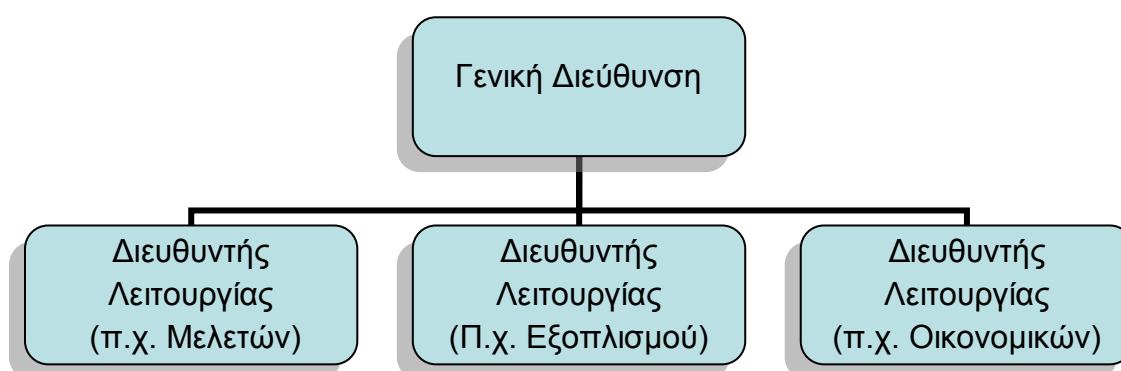 Γενική Διεύθυνση
Διευθυντής
Λειτουργίας
(π.χ. Μελετών)
Διευθυντής
Λειτουργίας
(Π.χ. Εξοπλισμού)
Διευθυντής
Λειτουργίας
(π.χ. Οικονομικών)